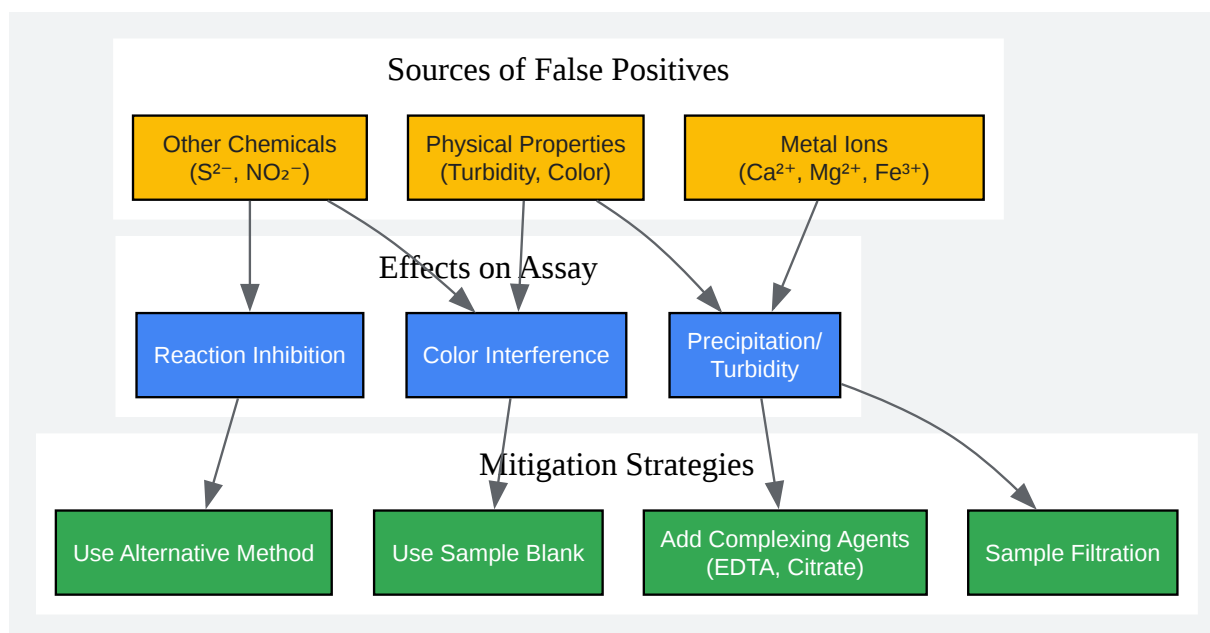 Sources of False Positives
Other Chemicals
(S²⁻, NO₂⁻)
Physical Properties
(Turbidity, Color)
Metal Ions
(Ca²⁺, Mg²⁺, Fe³⁺)
Effects on Assay
Reaction Inhibition
Color Interference
Precipitation/
Turbidity
Mitigation Strategies
Use Alternative Method
Use Sample Blank
Add Complexing Agents
(EDTA, Citrate)
Sample Filtration